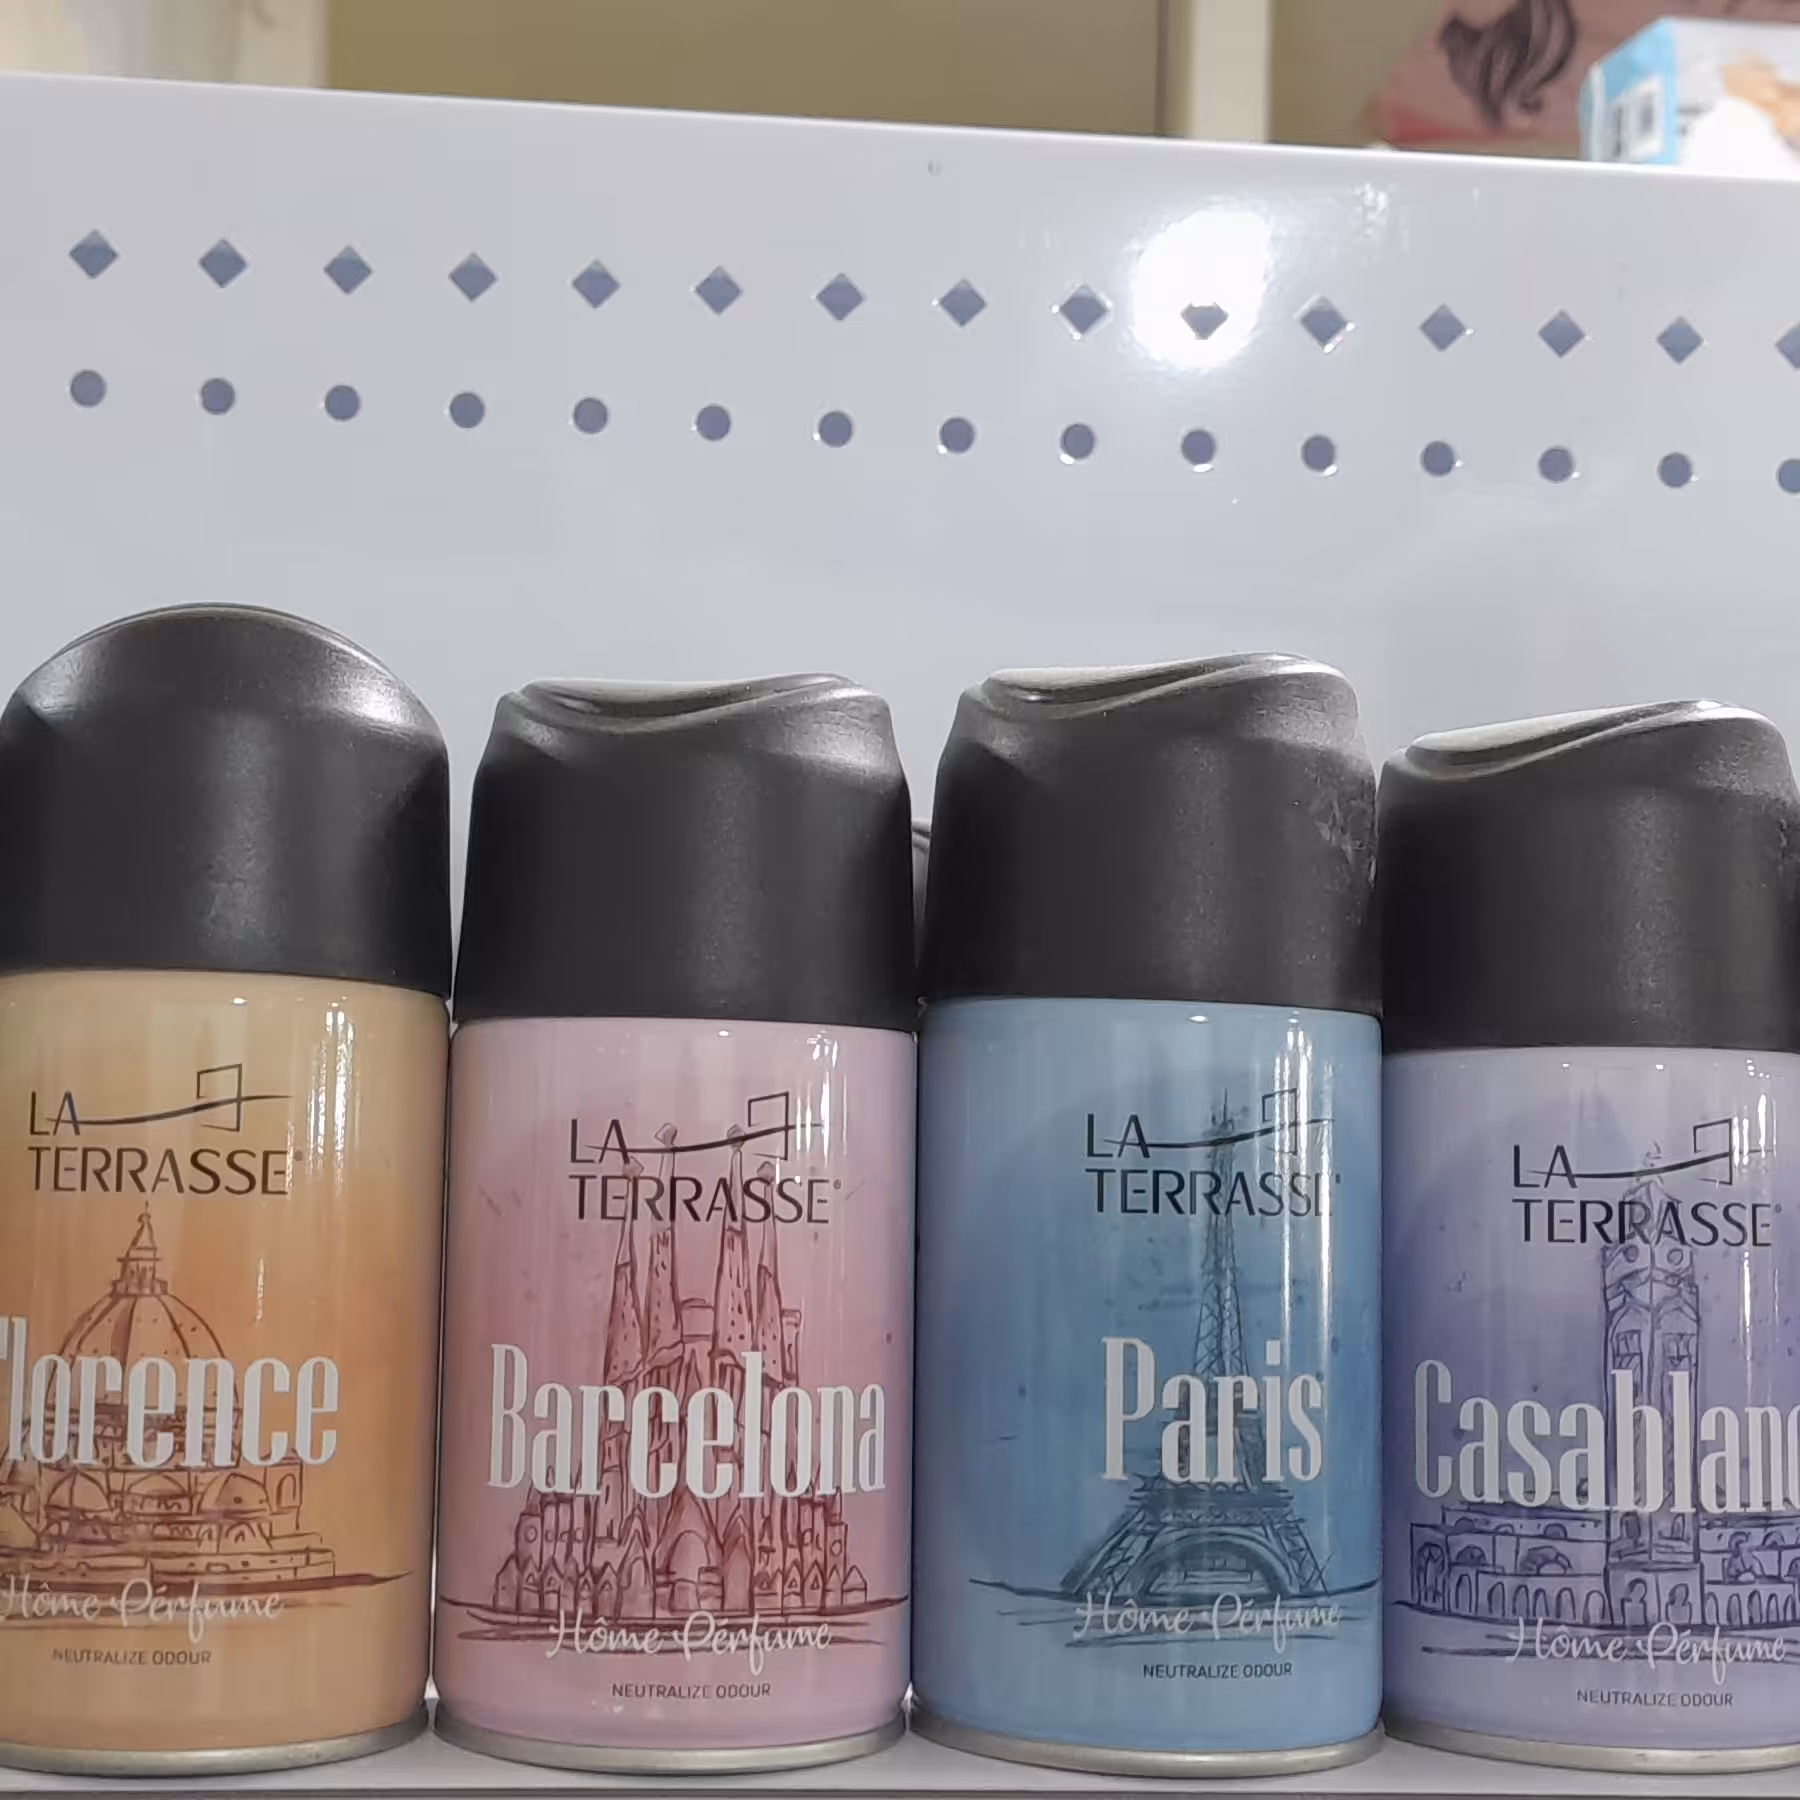 LA
TERRASSE
Florence
Hôme Pérfume
NEUTRALIZE ODOUR
LA
TERRASSE
Barcelona
Hôme Pérfume
NEUTRALIZE ODOUR
LA
TERRASSE
Paris
Hôme Pérfume
NEUTRALIZE ODOUR
LA
TERRASSE
Casablanc
Hôme Pérfume
NEUTRALIZE ODOUR